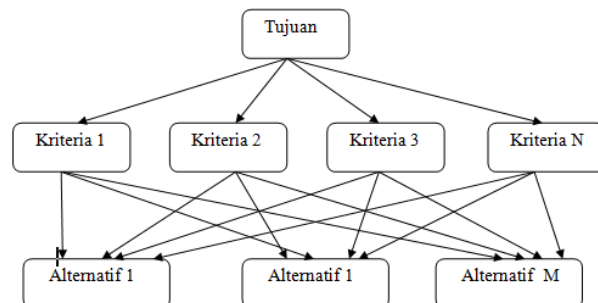 Tujuan
Kriteria 1
Kriteria 2
Kriteria 3
Kriteria N
Alternatif 1
Alternatif 1
Alternatif M